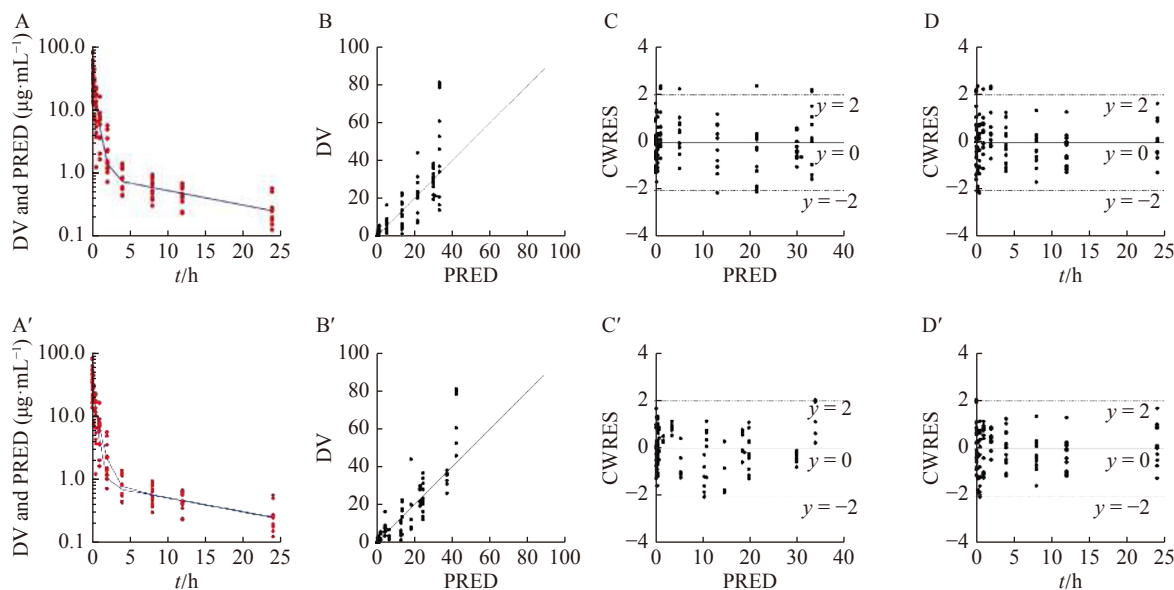 A
DV and PRED (μg·mL⁻¹)
100.0
10.0
1.0
0.1
0 5 10 15 20 25
t/h
B
DV
100
80
60
40
20
0
0 20 40 60 80 100
PRED
C
CWRES
4
2
0
−2
−4
y = 2
y = 0
y = −2
0 10 20 30 40
PRED
D
CWRES
4
2
0
−2
−4
y = 2
y = 0
y = −2
0 5 10 15 20 25
t/h
A′
DV and PRED (μg·mL⁻¹)
100.0
10.0
1.0
0.1
0 5 10 15 20 25
t/h
B′
DV
100
80
60
40
20
0
0 20 40 60 80 100
PRED
C′
CWRES
4
2
0
−2
−4
y = 2
y = 0
y = −2
0 10 20 30 40
PRED
D′
CWRES
4
2
0
−2
−4
y = 2
y = 0
y = −2
0 5 10 15 20 25
t/h